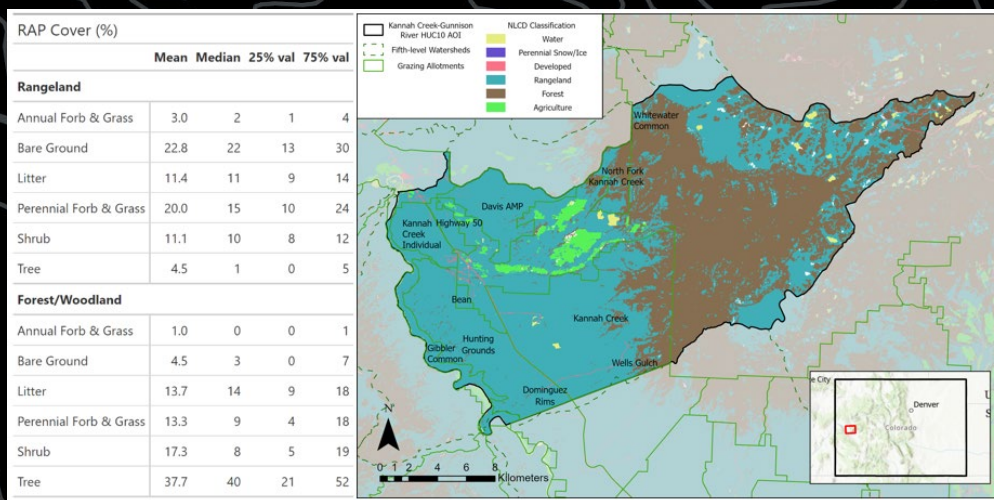 RAP Cover (%)
Mean Median 25% val 75% val
Rangeland
Annual Forb & Grass 3.0 2 1 4
Bare Ground 22.8 22 13 30
Litter 11.4 11 9 14
Perennial Forb & Grass 20.0 15 10 24
Shrub 11.1 10 8 12
Tree 4.5 1 0 5
Forest/Woodland
Annual Forb & Grass 1.0 0 0 1
Bare Ground 4.5 3 0 7
Litter 13.7 14 9 18
Perennial Forb & Grass 13.3 9 4 18
Shrub 17.3 8 5 19
Tree 37.7 40 21 52
Kannah Creek-Gunnison
River HUC10 AOI
Fifth-level Watersheds
Grazing Allotments
NLCD Classification
Water
Perennial Snow/Ice
Developed
Rangeland
Forest
Agriculture
Whitewater
Common
North Fork
Kannah Creek
Davis AMP
Kannah
Creek
Individual
Highway 50
Bean
Kannah Creek
Hunting
Grounds
Gibbler
Common
Wells Gulch
Dominguez
Rims
N
0 1 2 4 6 8
Kilometers
e City
Denver
Colorado
U
S